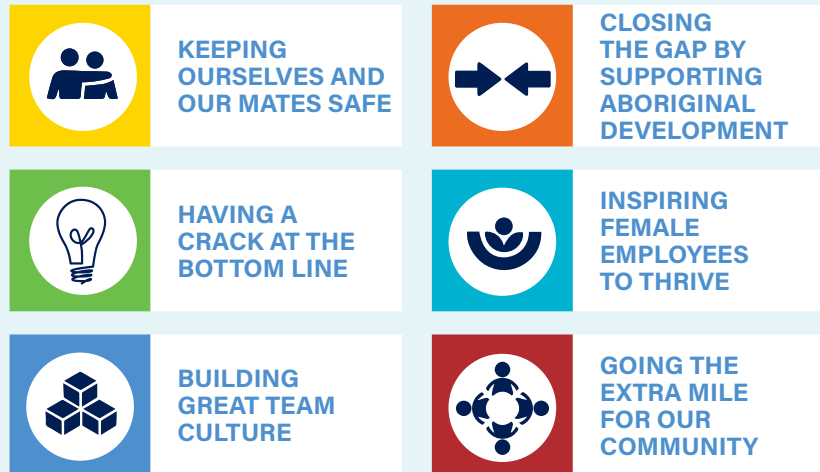 KEEPING
OURSELVES AND
OUR MATES SAFE
CLOSING
THE GAP BY
SUPPORTING
ABORIGINAL
DEVELOPMENT
HAVING A
CRACK AT THE
BOTTOM LINE
INSPIRING
FEMALE
EMPLOYEES
TO THRIVE
BUILDING
GREAT TEAM
CULTURE
GOING THE
EXTRA MILE
FOR OUR
COMMUNITY